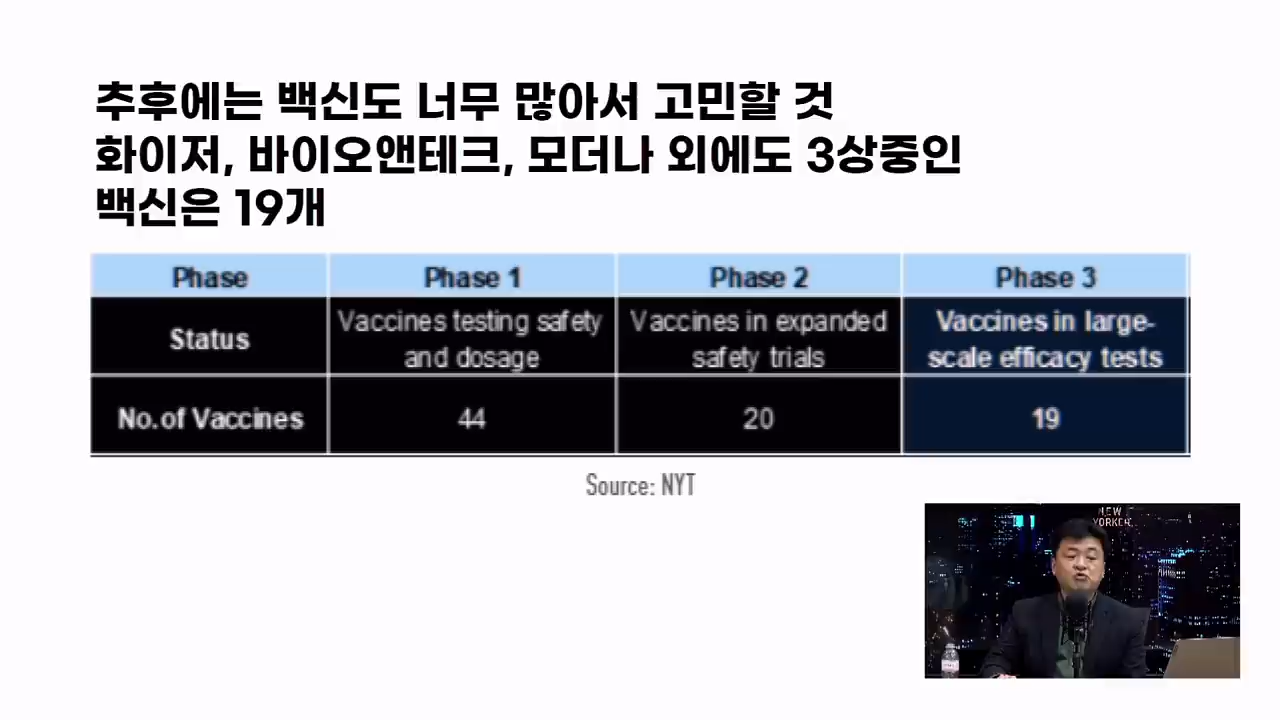 추후에는 백신도 너무 많아서 고민할 것
화이저, 바이오앤테크, 모더나 외에도 3상중인
백신은 19개
Phase Phase 1 Phase 2 Phase 3
Status Vaccines testing safety and dosage Vaccines in expanded safety trials Vaccines in large-scale efficacy tests
No.of Vaccines 44 20 19
Source: NYT
NEW
YORKER